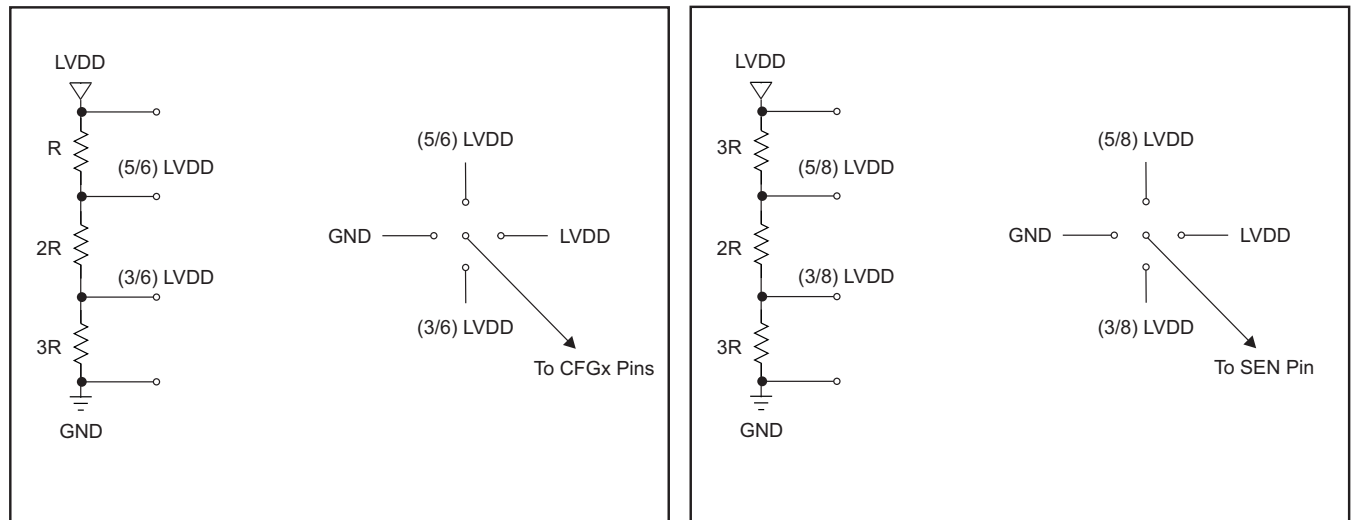 LVDD
R
(5/6) LVDD
2R
(3/6) LVDD
3R
GND
(5/6) LVDD
GND
LVDD
(3/6) LVDD
To CFGx Pins
LVDD
3R
(5/8) LVDD
2R
(3/8) LVDD
3R
GND
(5/8) LVDD
GND
LVDD
(3/8) LVDD
To SEN Pin